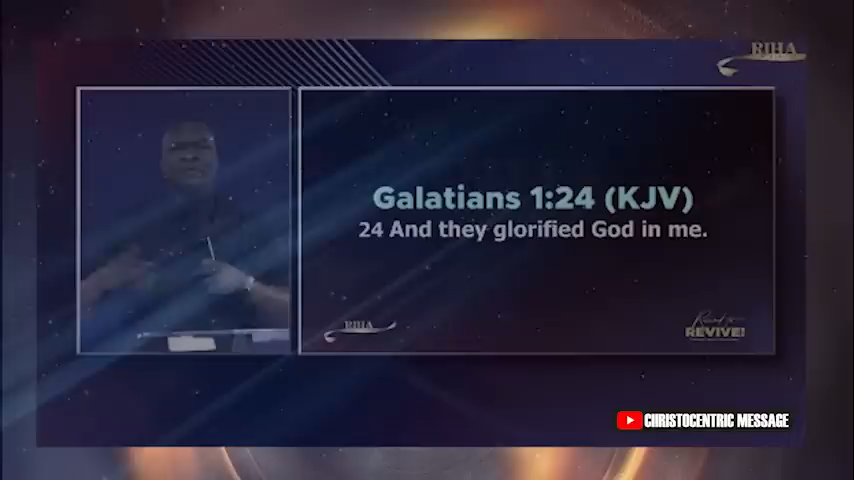 RIHA
Galatians 1:24 (KJV)
24 And they glorified God in me.
RIHA
REVIVE!
CHRISTOCENTRIC MESSAGE